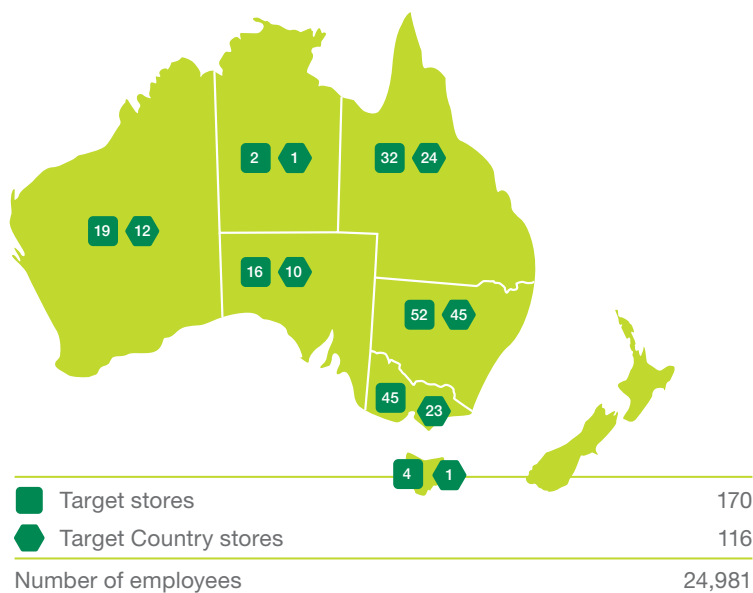 2 1 32 24
19 12
16 10
52 45
45 23
4 1
Target stores 170
Target Country stores 116
Number of employees 24,981